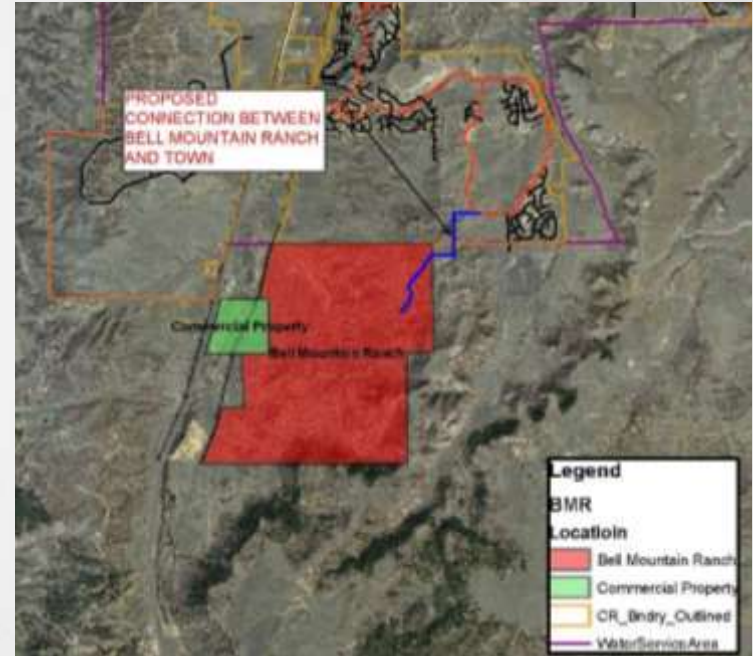 PROPOSED
CONNECTION BETWEEN
BELL MOUNTAIN RANCH
AND TOWN
Commercial Property
Bell Mountain Ranch
Legend
BMR
Locatioin
Bell Mountain Ranch
Commercial Property
CR_Bndry_Outlined
WaterServiceArea